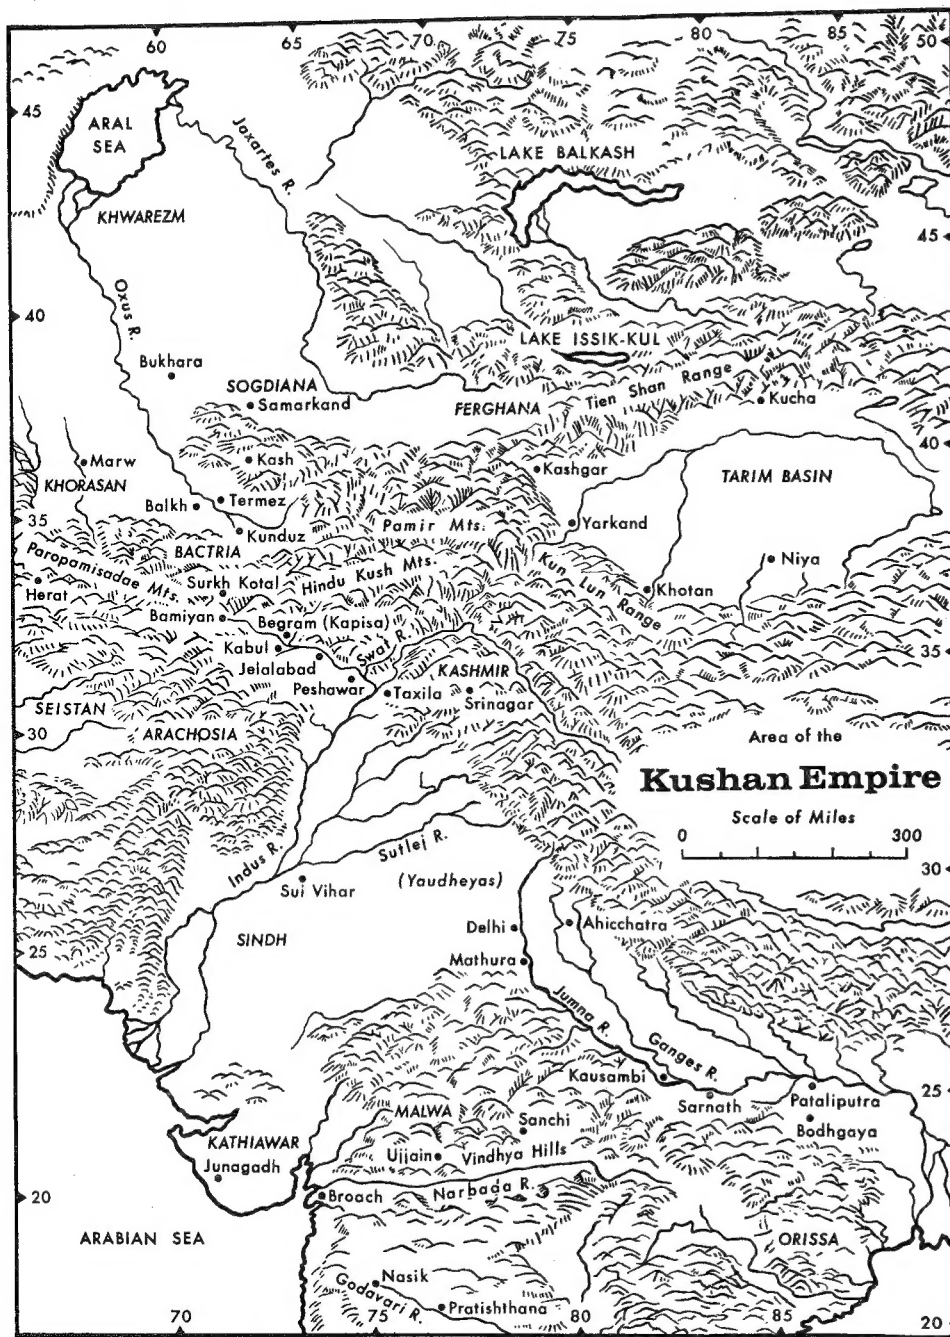 60 65 70 75 80 85 50
45
ARAL
SEA
Jaxartes R.
LAKE BALKASH
KHWAREZM
45
Oxus R.
40
LAKE ISSIK-KUL
Bukhara
Tien Shan Range
SOGDIANA
Samarkand
FERGHANA
Kucha
40
Marw
Kash
Kashgar
KHORASAN
TARIM BASIN
Balkh
Termez
35
Pamir Mts.
Yarkand
Kunduz
BACTRIA
Paropamisadae Mts.
Hindu Kush Mts.
Kun Lun Range
Niya
Herat
Surkh Kotal
Khotan
Bamiyan
Begram (Kapisa)
Kabul
Swat R.
35
Jelalabad
KASHMIR
Peshawar
Taxila
Srinagar
SEISTAN
30
ARACHOSIA
Area of the
Kushan Empire
Scale of Miles
0 300
Indus R.
Sutlej R.
30
Sui Vihar
(Yaudheyas)
Delhi
Ahicchatra
SINDH
25
Mathura
Jumna R.
Ganges R.
Kausambi
25
Sarnath
Pataliputra
MALWA
Sanchi
Bodhgaya
KATHIAWAR
Junagadh
Ujjain
Vindhya Hills
20
Broach
Narbada R.
ARABIAN SEA
ORISSA
Nasik
Godavari R.
Pratishthana
70 75 80 85 20